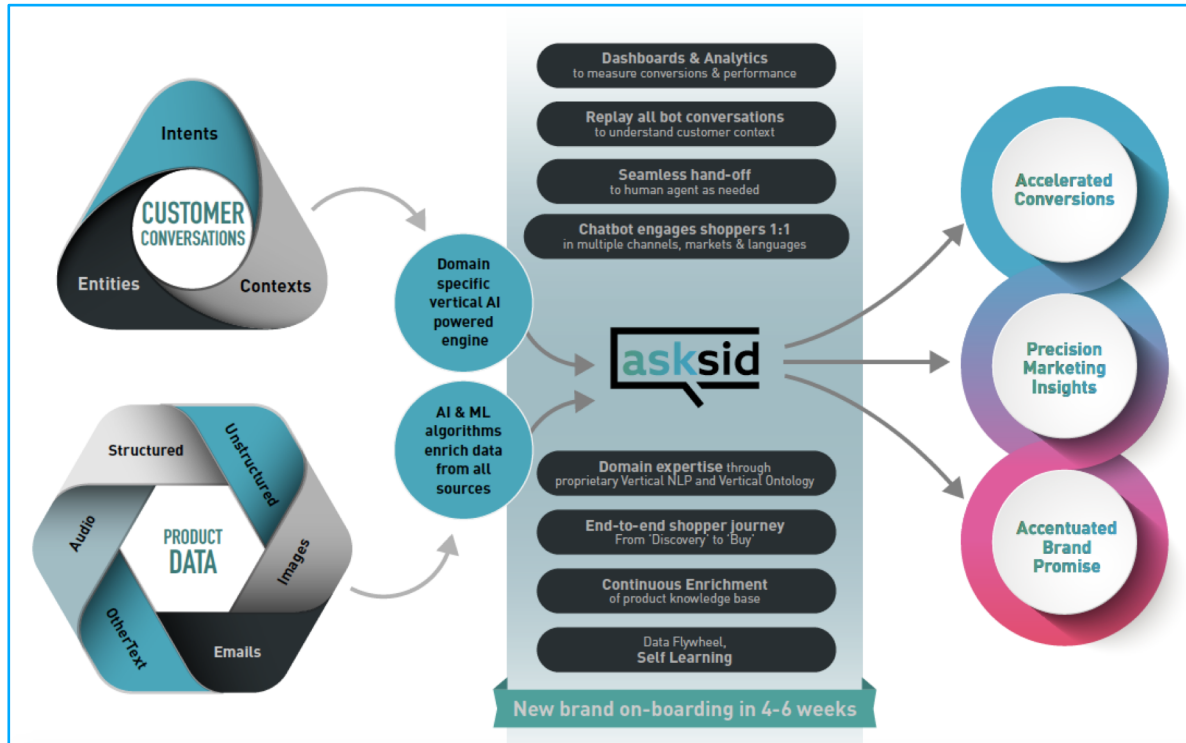 Intents
CUSTOMER
CONVERSATIONS
Entities
Contexts
Structured
Unstructured
Audio
PRODUCT
DATA
Images
OtherText
Emails
Domain
specific
vertical AI
powered
engine
AI & ML
algorithms
enrich data
from all
sources
Dashboards & Analytics
to measure conversions & performance
Replay all bot conversations
to understand customer context
Seamless hand-off
to human agent as needed
Chatbot engages shoppers 1:1
in multiple channels, markets & languages
asksid
Domain expertise through
proprietary Vertical NLP and Vertical Ontology
End-to-end shopper journey
From 'Discovery' to 'Buy'
Continuous Enrichment
of product knowledge base
Data Flywheel,
Self Learning
New brand on-boarding in 4-6 weeks
Accelerated
Conversions
Precision
Marketing
Insights
Accentuated
Brand
Promise